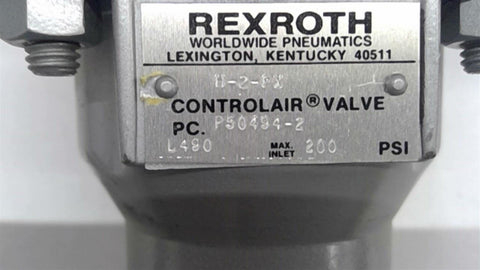 REXROTH
WORLDWIDE PNEUMATICS
LEXINGTON, KENTUCKY 40511
H-2-FX
CONTROLAIR® VALVE
PC. P50494-2
L490 MAX. INLET 200 PSI